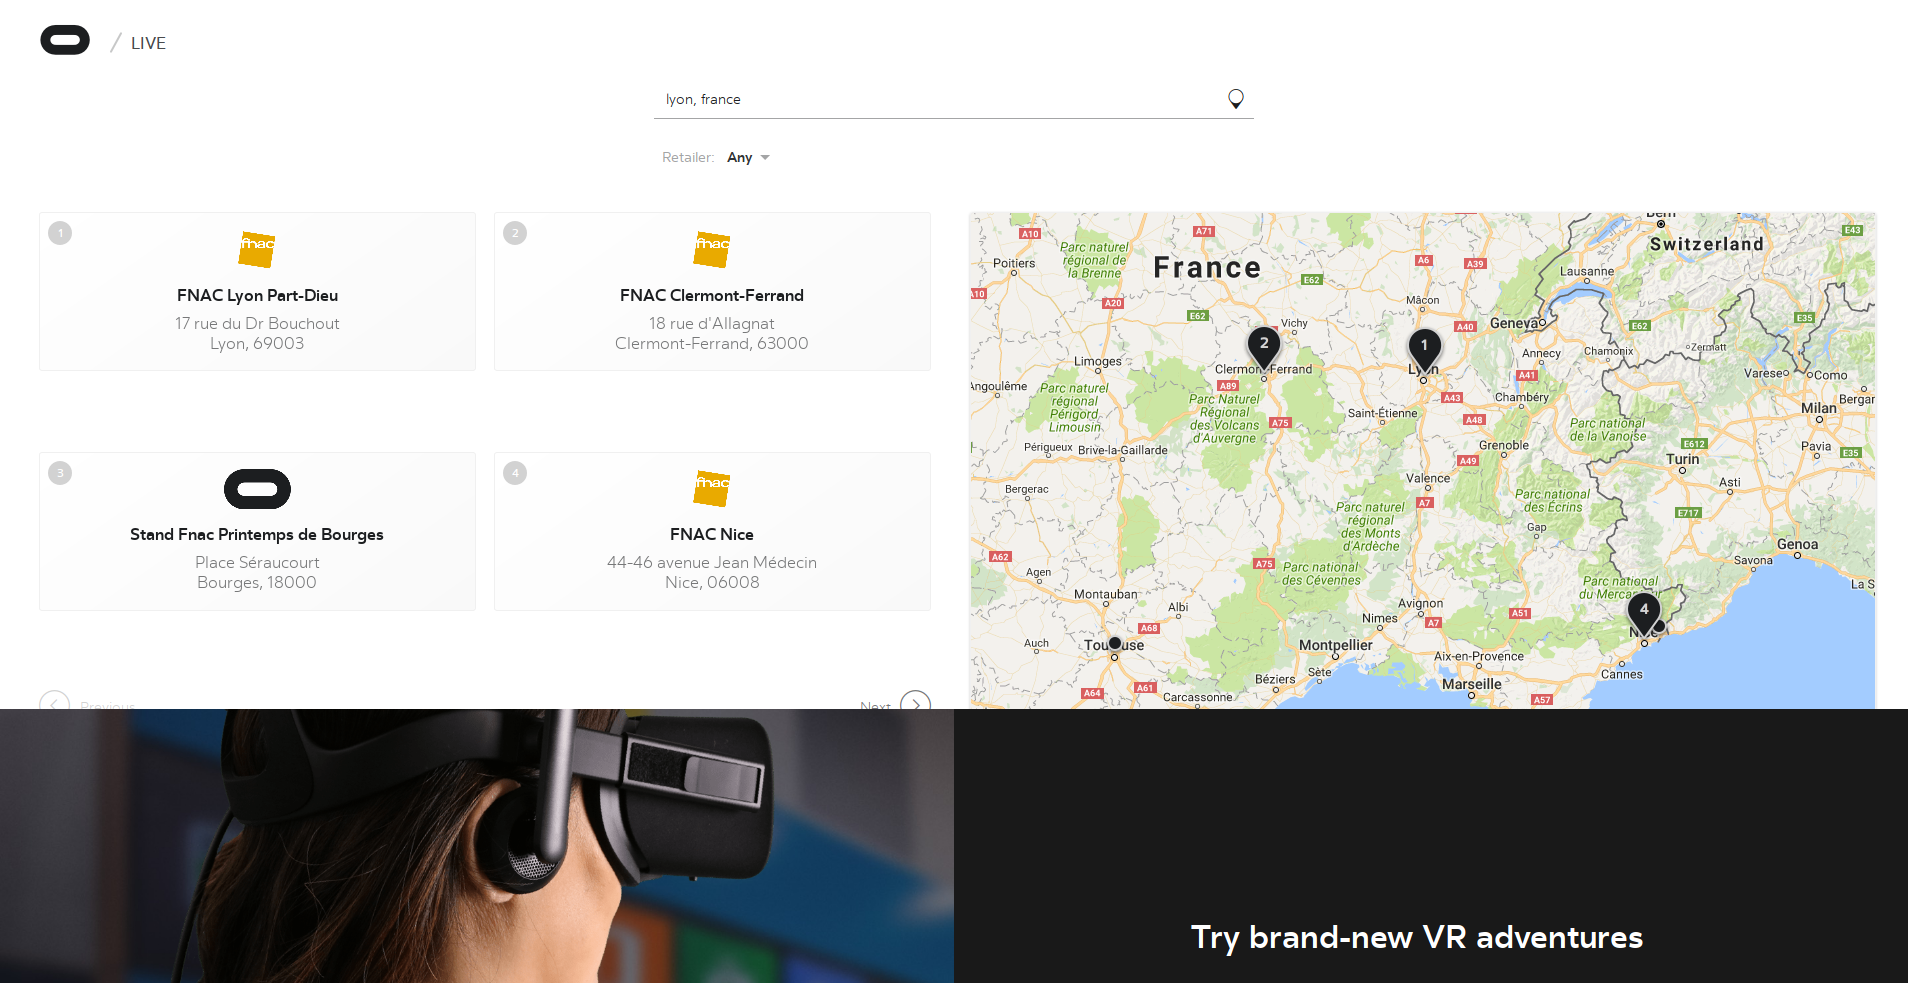 LIVE
lyon, france
Retailer: Any
1
fnac
FNAC Lyon Part-Dieu
17 rue du Dr Bouchout
Lyon, 69003
2
fnac
FNAC Clermont-Ferrand
18 rue d'Allagnat
Clermont-Ferrand, 63000
3
Stand Fnac Printemps de Bourges
Place Séraucourt
Bourges, 18000
4
fnac
FNAC Nice
44-46 avenue Jean Médecin
Nice, 06008
Previous
Next
Bern
A10
A71
E43
Switzerland
Parc naturel
régional de
la Brenne
Poitiers
France
A6
A39
Lausanne
E62
A10
A20
Mâcon
E62
Vichy
A40
Geneva
E62
E35
2
1
Limoges
Annecy
Chamonix
Zermatt
Clermont-Ferrand
Lyon
A41
Varese
Como
Angoulême
A89
Parc naturel
régional
Périgord
Limousin
Parc Naturel
Régional
des Volcans
d'Auvergne
A43
Chambéry
Bergar
Milan
Saint-Étienne
A75
A48
Parc national
de la Vanoise
Périgueux
Brive-la-Gaillarde
Grenoble
E612
Pavia
E35
A49
Turin
Valence
Asti
Bergerac
A7
Parc national
des Écrins
Parc naturel
régional
des Monts
d'Ardèche
E717
Gap
Genoa
A62
A75
Savona
Agen
Parc national
des Cévennes
Parc national
du Mercantour
La S
Montauban
Albi
Avignon
A51
4
Nimes
A7
A68
Nice
Auch
Toulouse
Montpellier
Aix-en-Provence
Sète
Cannes
Béziers
Marseille
A64
A61
Carcassonne
A57
Try brand-new VR adventures